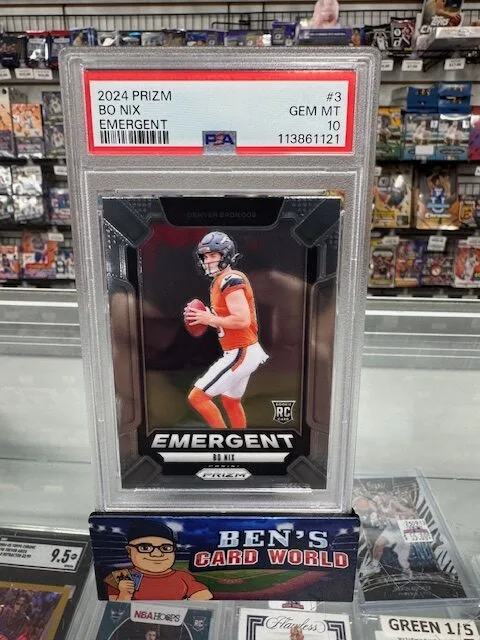 2024 PRIZM #3
BO NIX GEM MT
EMERGENT 10
PSA 113861121
DENVER BRONCOS
ROOKIE
RC
CARD
EMERGENT
BO NIX
PANINI
PRIZM
BEN'S
CARD WORLD
9.5
NBA HOOPS
Flawless
GREEN 1/5